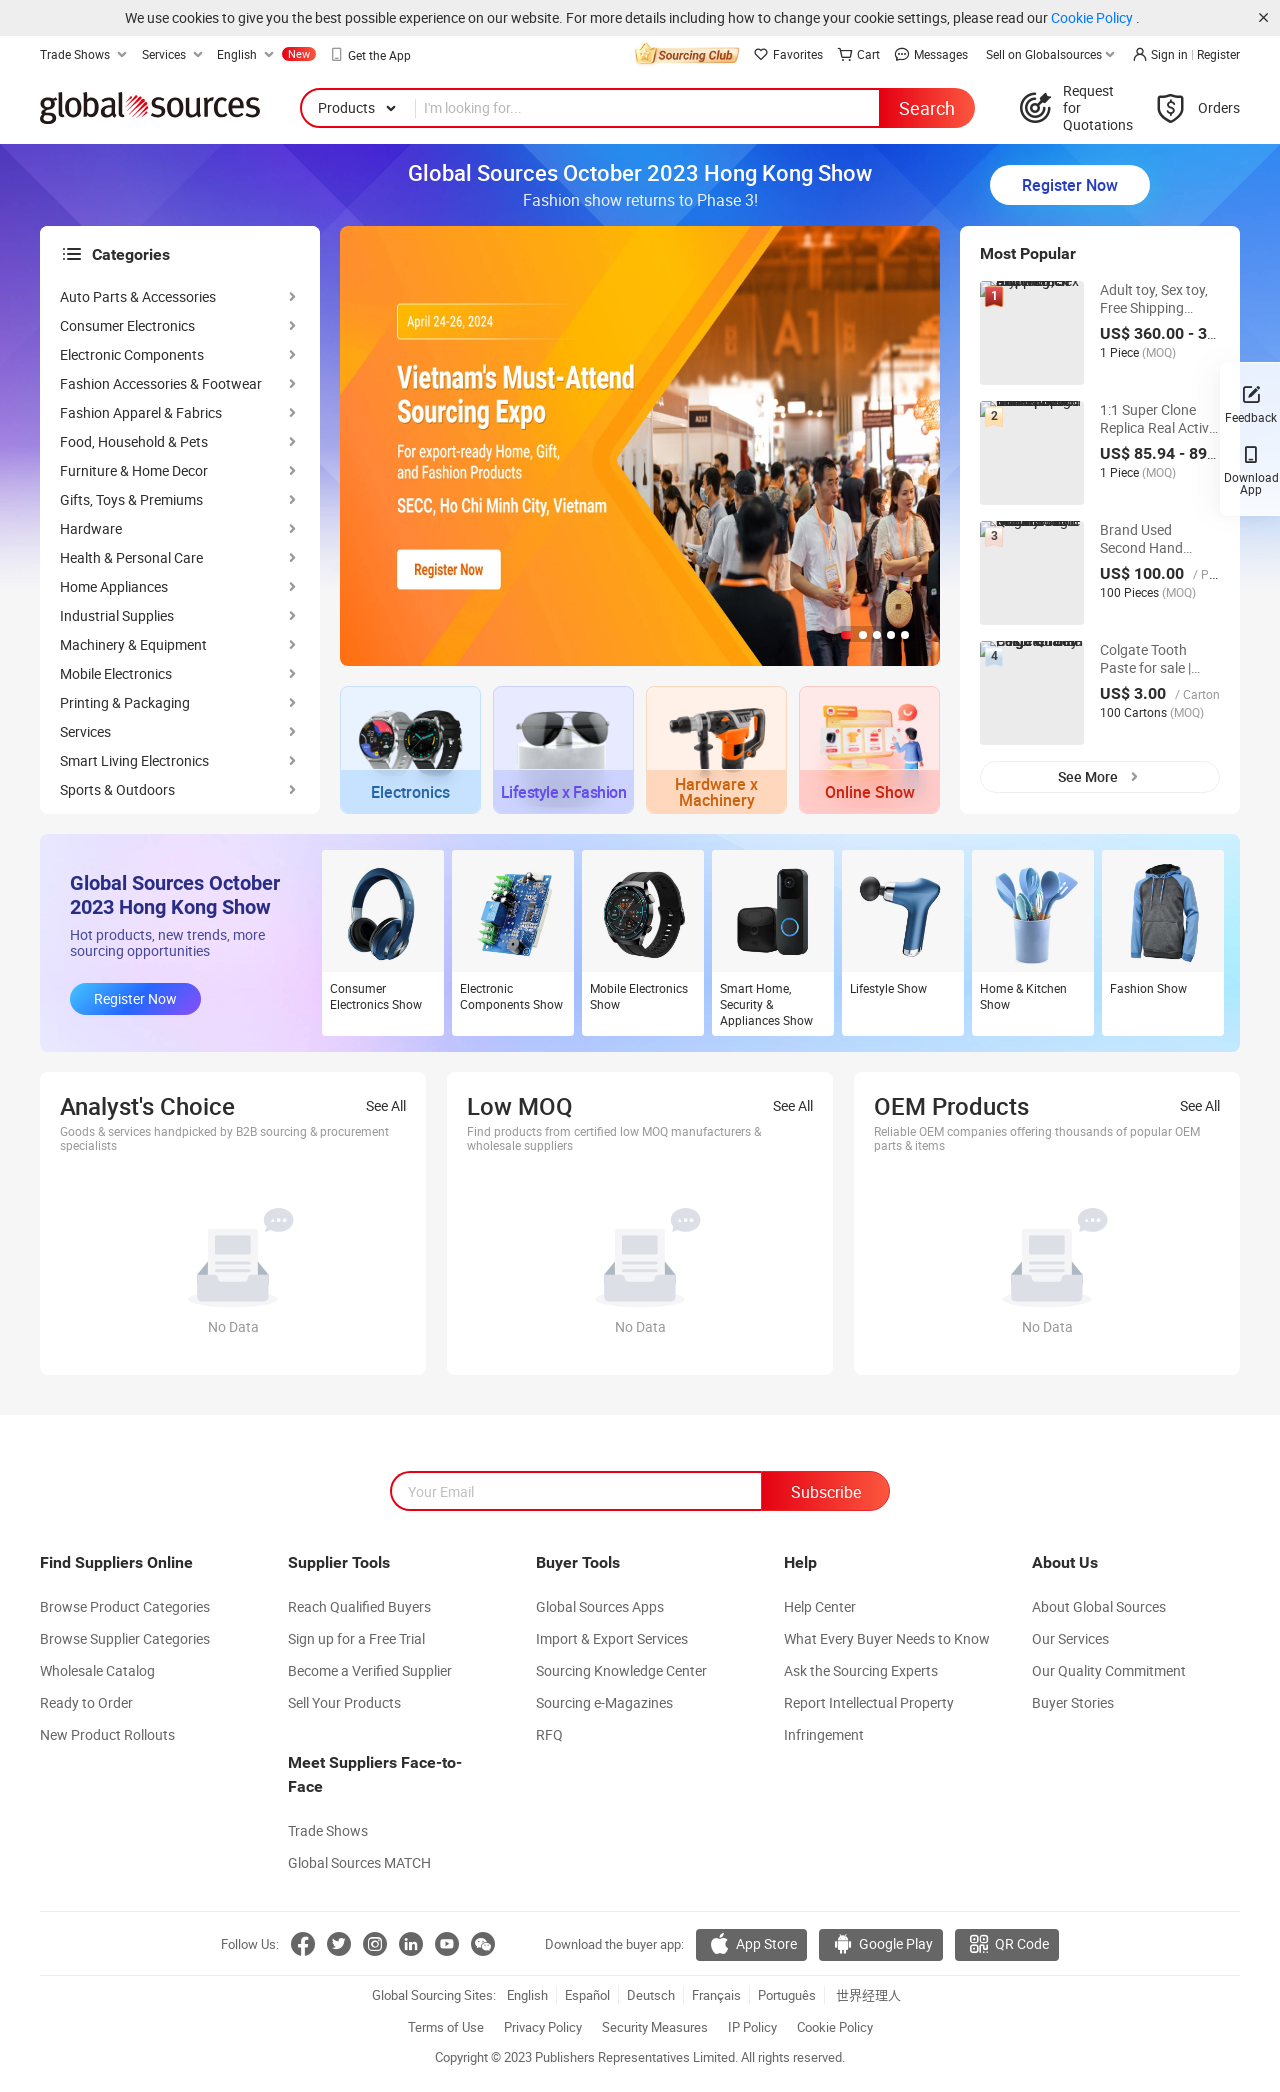 We use cookies to give you the best possible experience on our website. For more details including how to change your cookie settings, please read our Cookie Policy .
Trade Shows
Services
English
New
Get the App
Sourcing Club
Favorites
Cart
Messages
Sell on Globalsources
Sign in | Register
global sources
Products
I'm looking for...
Search
Request
for
Quotations
Orders
Global Sources October 2023 Hong Kong Show
Fashion show returns to Phase 3!
Register Now
Categories
Auto Parts & Accessories
Consumer Electronics
Electronic Components
Fashion Accessories & Footwear
Fashion Apparel & Fabrics
Food, Household & Pets
Furniture & Home Decor
Gifts, Toys & Premiums
Hardware
Health & Personal Care
Home Appliances
Industrial Supplies
Machinery & Equipment
Mobile Electronics
Printing & Packaging
Services
Smart Living Electronics
Sports & Outdoors
April 24-26, 2024
Vietnam's Must-Attend
Sourcing Expo
For export-ready Home, Gift,
and Fashion Products
SECC, Ho Chi Minh City, Vietnam
Register Now
Electronics
Lifestyle x Fashion
Hardware x
Machinery
Online Show
Most Popular
1
Adult toy, Sex toy,
Free Shipping...
US$ 360.00 - 3...
1 Piece (MOQ)
2
1:1 Super Clone
Replica Real Activ...
US$ 85.94 - 89...
1 Piece (MOQ)
3
Brand Used
Second Hand...
US$ 100.00 / P...
100 Pieces (MOQ)
4
Colgate Tooth
Paste for sale |...
US$ 3.00 / Carton
100 Cartons (MOQ)
See More
Feedback
Download
App
Global Sources October
2023 Hong Kong Show
Hot products, new trends, more
sourcing opportunities
Register Now
Consumer
Electronics Show
Electronic
Components Show
Mobile Electronics
Show
Smart Home,
Security &
Appliances Show
Lifestyle Show
Home & Kitchen
Show
Fashion Show
Analyst's Choice
See All
Goods & services handpicked by B2B sourcing & procurement
specialists
No Data
Low MOQ
See All
Find products from certified low MOQ manufacturers &
wholesale suppliers
No Data
OEM Products
See All
Reliable OEM companies offering thousands of popular OEM
parts & items
No Data
Your Email
Subscribe
Find Suppliers Online
Browse Product Categories
Browse Supplier Categories
Wholesale Catalog
Ready to Order
New Product Rollouts
Supplier Tools
Reach Qualified Buyers
Sign up for a Free Trial
Become a Verified Supplier
Sell Your Products
Meet Suppliers Face-to-
Face
Trade Shows
Global Sources MATCH
Buyer Tools
Global Sources Apps
Import & Export Services
Sourcing Knowledge Center
Sourcing e-Magazines
RFQ
Help
Help Center
What Every Buyer Needs to Know
Ask the Sourcing Experts
Report Intellectual Property
Infringement
About Us
About Global Sources
Our Services
Our Quality Commitment
Buyer Stories
Follow Us:
Download the buyer app:
App Store
Google Play
QR Code
Global Sourcing Sites:
English
Español
Deutsch
Français
Português
世界经理人
Terms of Use
Privacy Policy
Security Measures
IP Policy
Cookie Policy
Copyright © 2023 Publishers Representatives Limited. All rights reserved.